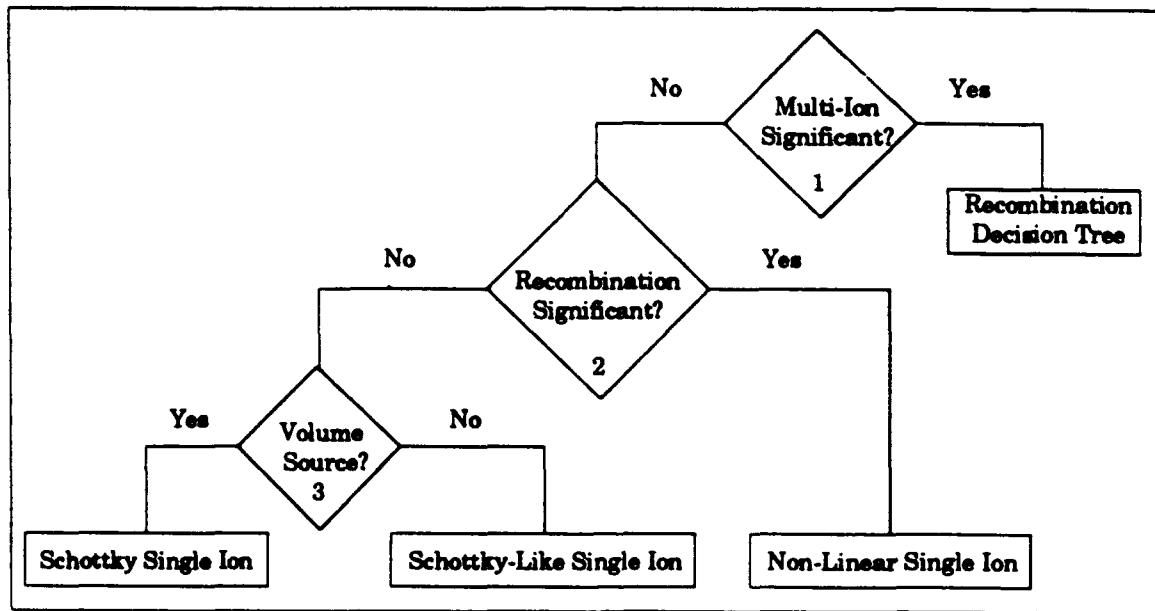 No
Yes
Multi-Ion
Significant?
1
Recombination
Decision Tree
No
Yes
Recombination
Significant?
2
Yes
No
Volume
Source?
3
Schottky Single Ion
Schottky-Like Single Ion
Non-Linear Single Ion